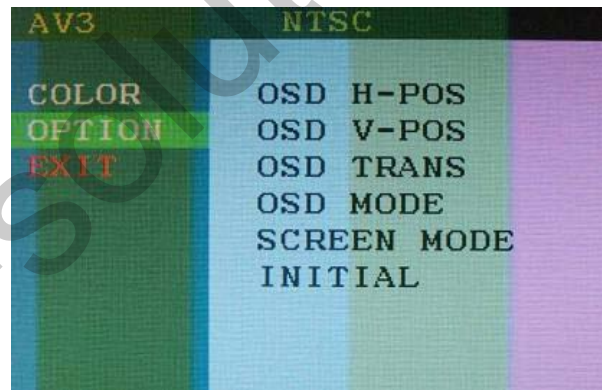 AV3 NTSC
COLOR OSD H-POS
OPTION OSD V-POS
EXIT OSD TRANS
OSD MODE
SCREEN MODE
INITIAL